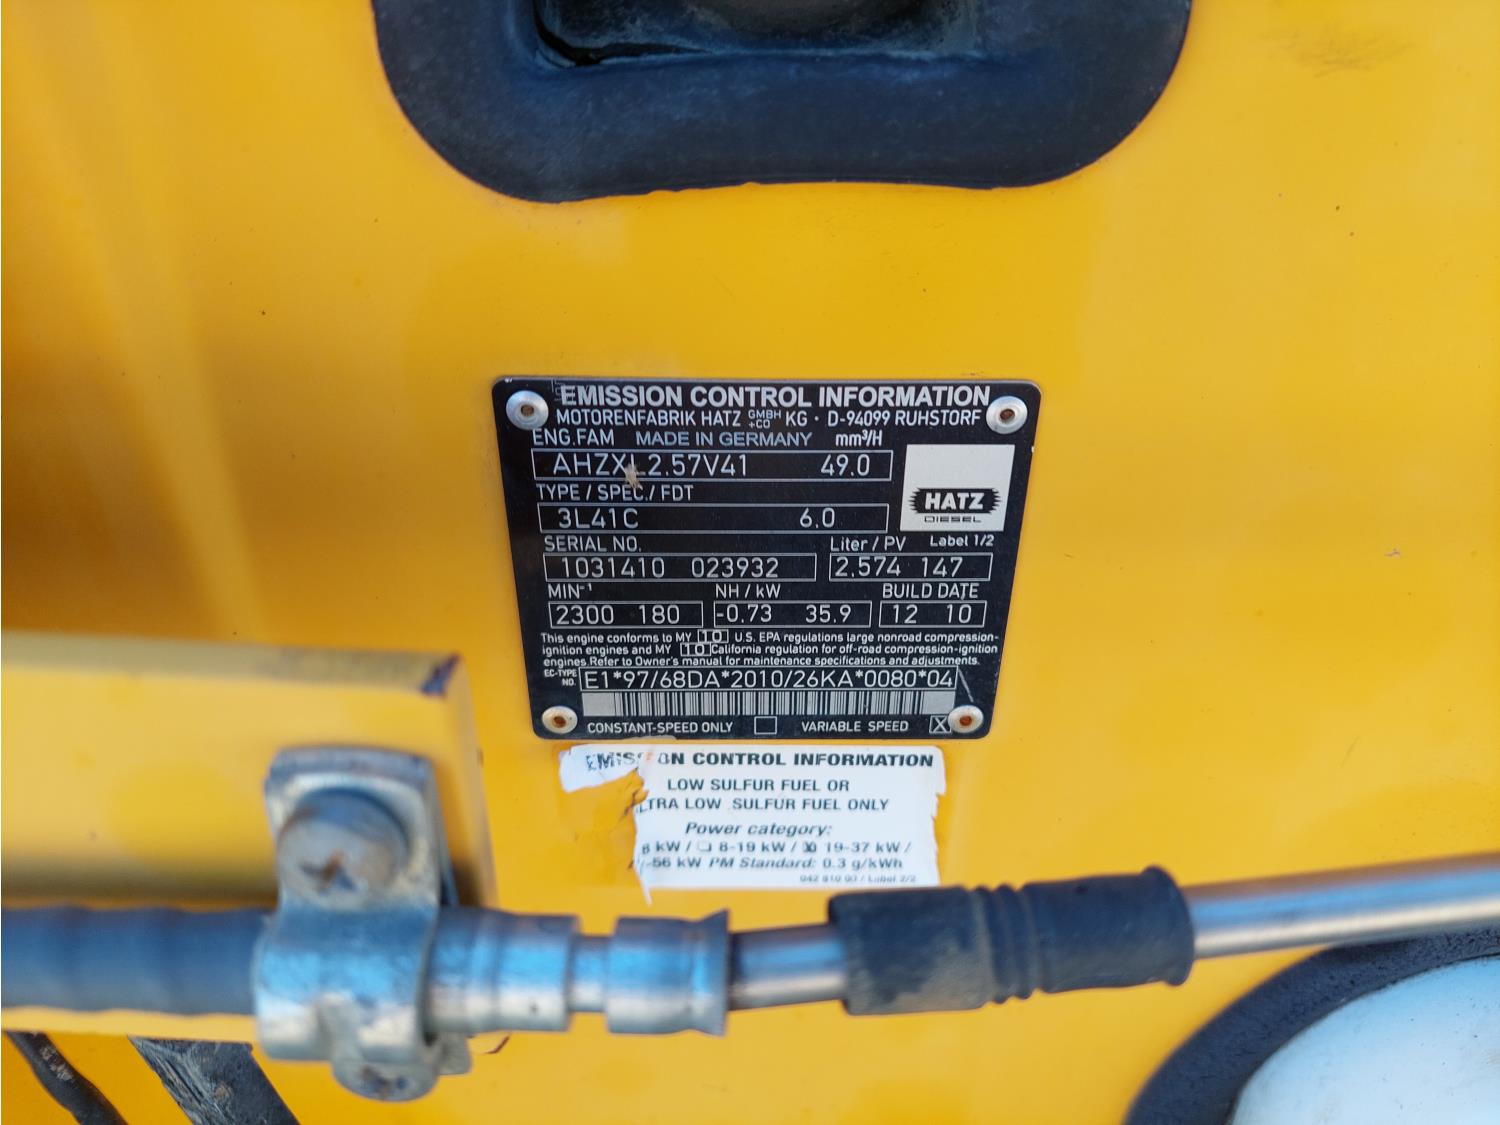 EMISSION CONTROL INFORMATION
MOTORENFABRIK HATZ GMBH +CO KG · D-94099 RUHSTORF
ENG.FAM MADE IN GERMANY mm³/H
AHZXL2.57V41 49.0
TYPE / SPEC./ FDT
3L41C 6.0
HATZ
DIESEL
SERIAL NO. Liter / PV Label 1/2
1031410 023932 2.574 147
MIN⁻¹ NH / kW BUILD DATE
2300 180 -0.73 35.9 12 10
This engine conforms to MY 10 U.S. EPA regulations large nonroad compression-
ignition engines and MY 10 California regulation for off-road compression-ignition
engines. Refer to Owner's manual for maintenance specifications and adjustments.
EC-TYPE NO. E1*97/68DA*2010/26KA*0080*04
CONSTANT-SPEED ONLY VARIABLE SPEED X
EMISSION CONTROL INFORMATION
LOW SULFUR FUEL OR
LTRA LOW SULFUR FUEL ONLY
Power category:
8 kW / ☐ 8-19 kW / ☒ 19-37 kW /
-56 kW PM Standard: 0.3 g/kWh
Label 2/2